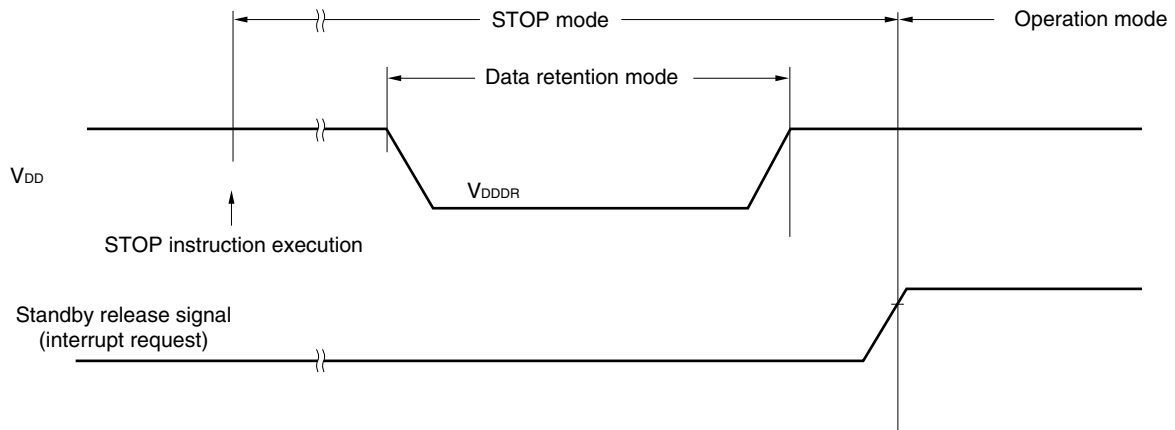 STOP mode
Operation mode
Data retention mode
VDD
VDDDR
STOP instruction execution
Standby release signal
(interrupt request)